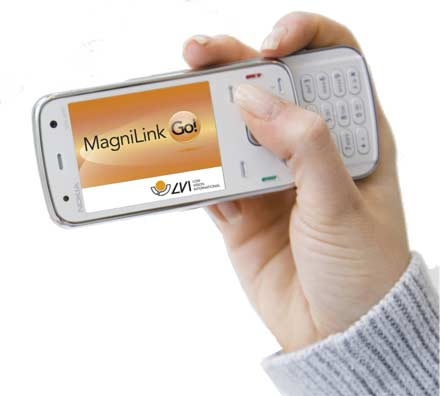 MagniLink Go!
LVI LOW
VISION
INTERNATIONAL
NOKIA